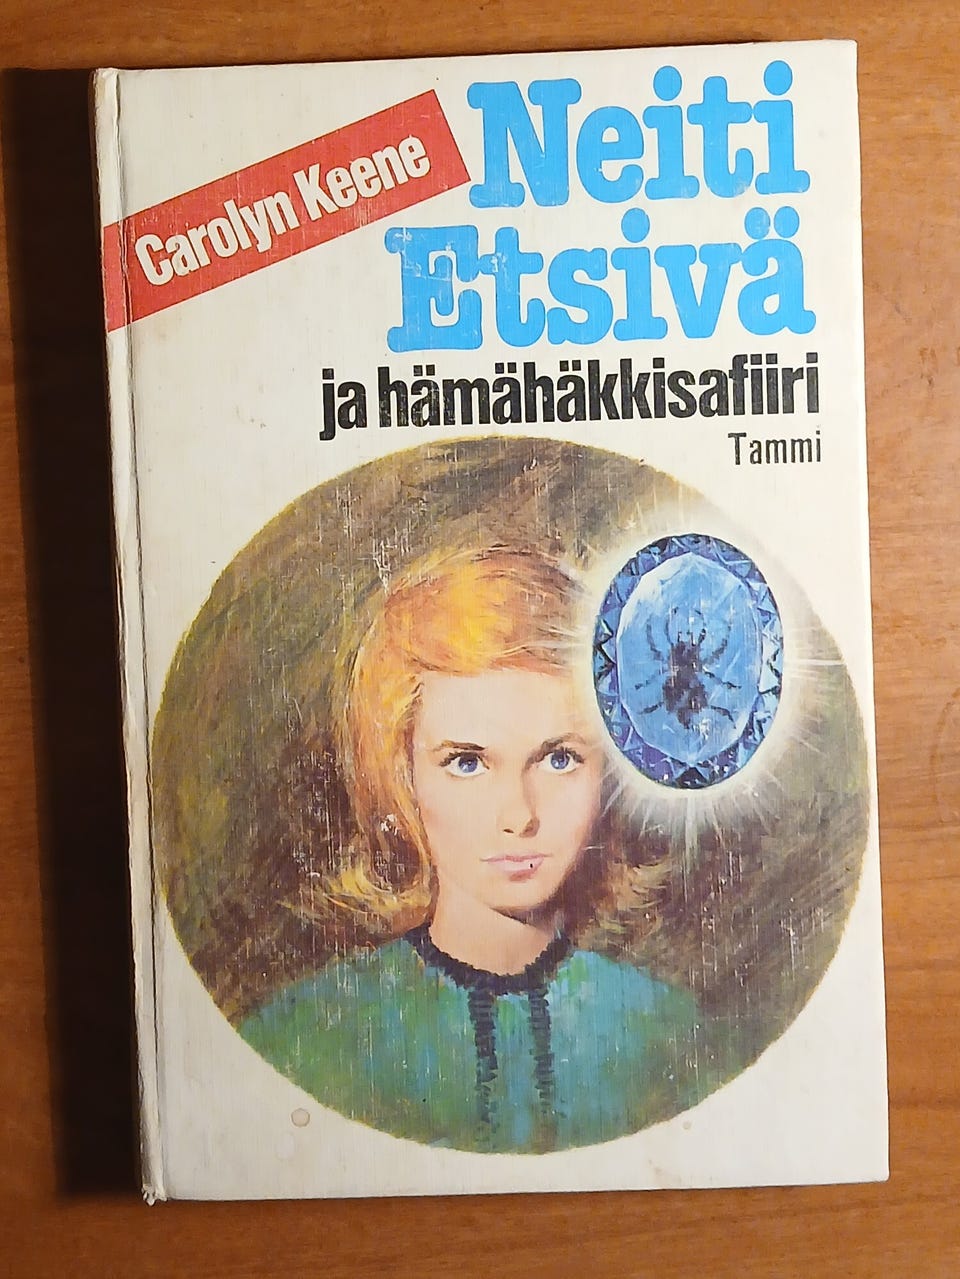 Carolyn Keene
Neiti
Etsivä
ja hämähäkkisafiiri
Tammi